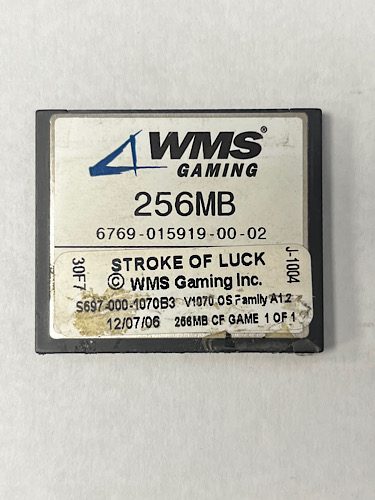 WMS®
GAMING
256MB
6769-015919-00-02
30F7
J-1004
STROKE OF LUCK
© WMS Gaming Inc.
S697-000-1070B3 V1070 OS Family A1.2
12/07/06 256MB CF GAME 1 OF 1